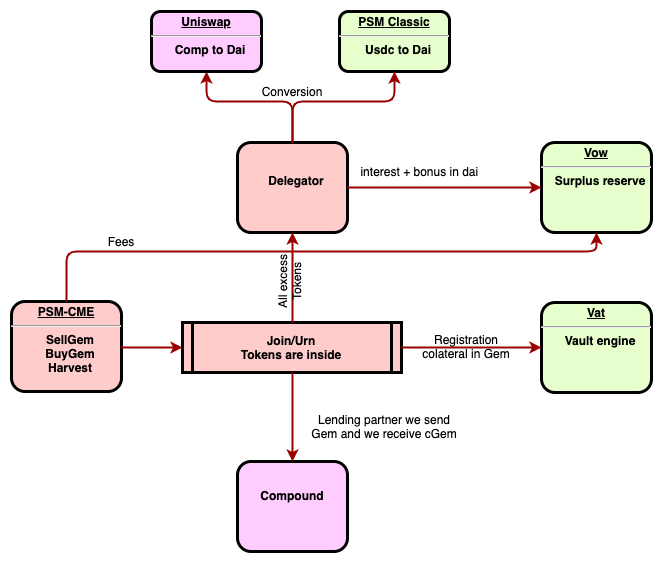 Uniswap
Comp to Dai
PSM Classic
Usdc to Dai
Conversion
Delegator
interest + bonus in dai
Vow
Surplus reserve
Fees
All excess
Tokens
PSM-CME
SellGem
BuyGem
Harvest
Join/Urn
Tokens are inside
Registration
colateral in Gem
Vat
Vault engine
Lending partner we send
Gem and we receive cGem
Compound